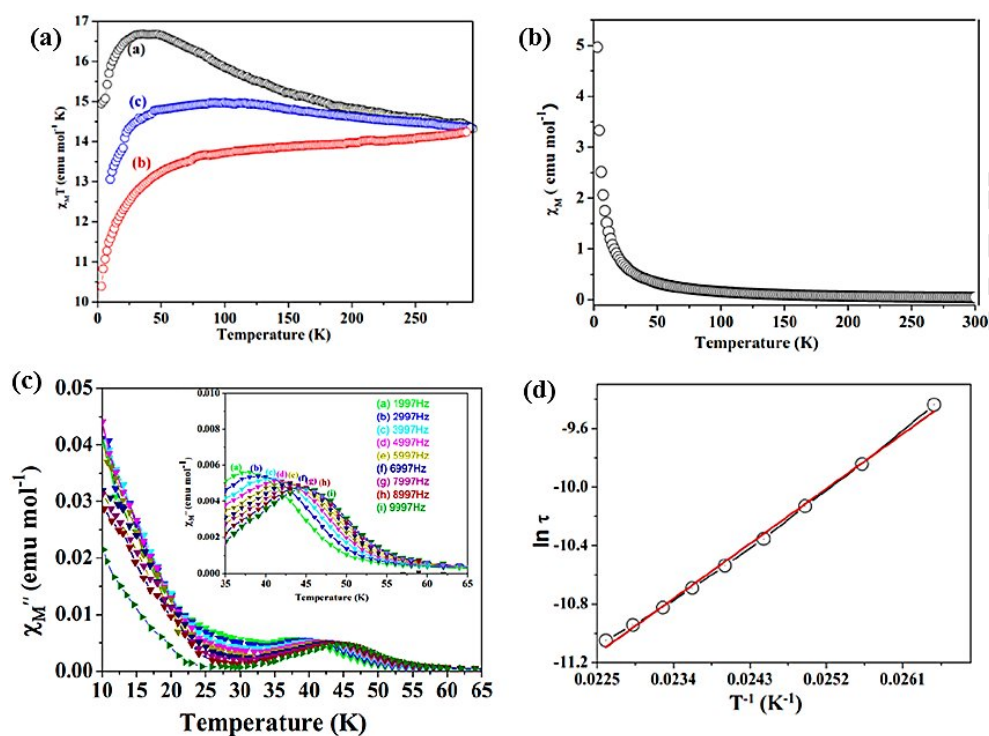 (a)
17
16
15
14
13
12
11
10
χMT (emu mol⁻¹ K)
(a)
(c)
(b)
0 50 100 150 200 250
Temperature (K)
(b)
5
4
3
2
1
0
χM ( emu mol⁻¹)
0 50 100 150 200 250 300
Temperature (K)
(c)
0.05
0.04
0.03
0.02
0.01
0.00
χM'' (emu mol⁻¹)
10 15 20 25 30 35 40 45 50 55 60 65
Temperature (K)
0.010
0.008
0.006
0.004
0.002
0.000
χM'' (emu mol⁻¹)
(a) (b) (c) (d) (e) (f) (g) (h) (i)
(a) 1997Hz
(b) 2997Hz
(c) 3997Hz
(d) 4997Hz
(e) 5997Hz
(f) 6997Hz
(g) 7997Hz
(h) 8997Hz
(i) 9997Hz
35 40 45 50 55 60 65
Temperature (K)
(d)
-9.6
-10.0
-10.4
-10.8
-11.2
ln τ
0.0225 0.0234 0.0243 0.0252 0.0261
T⁻¹ (K⁻¹)